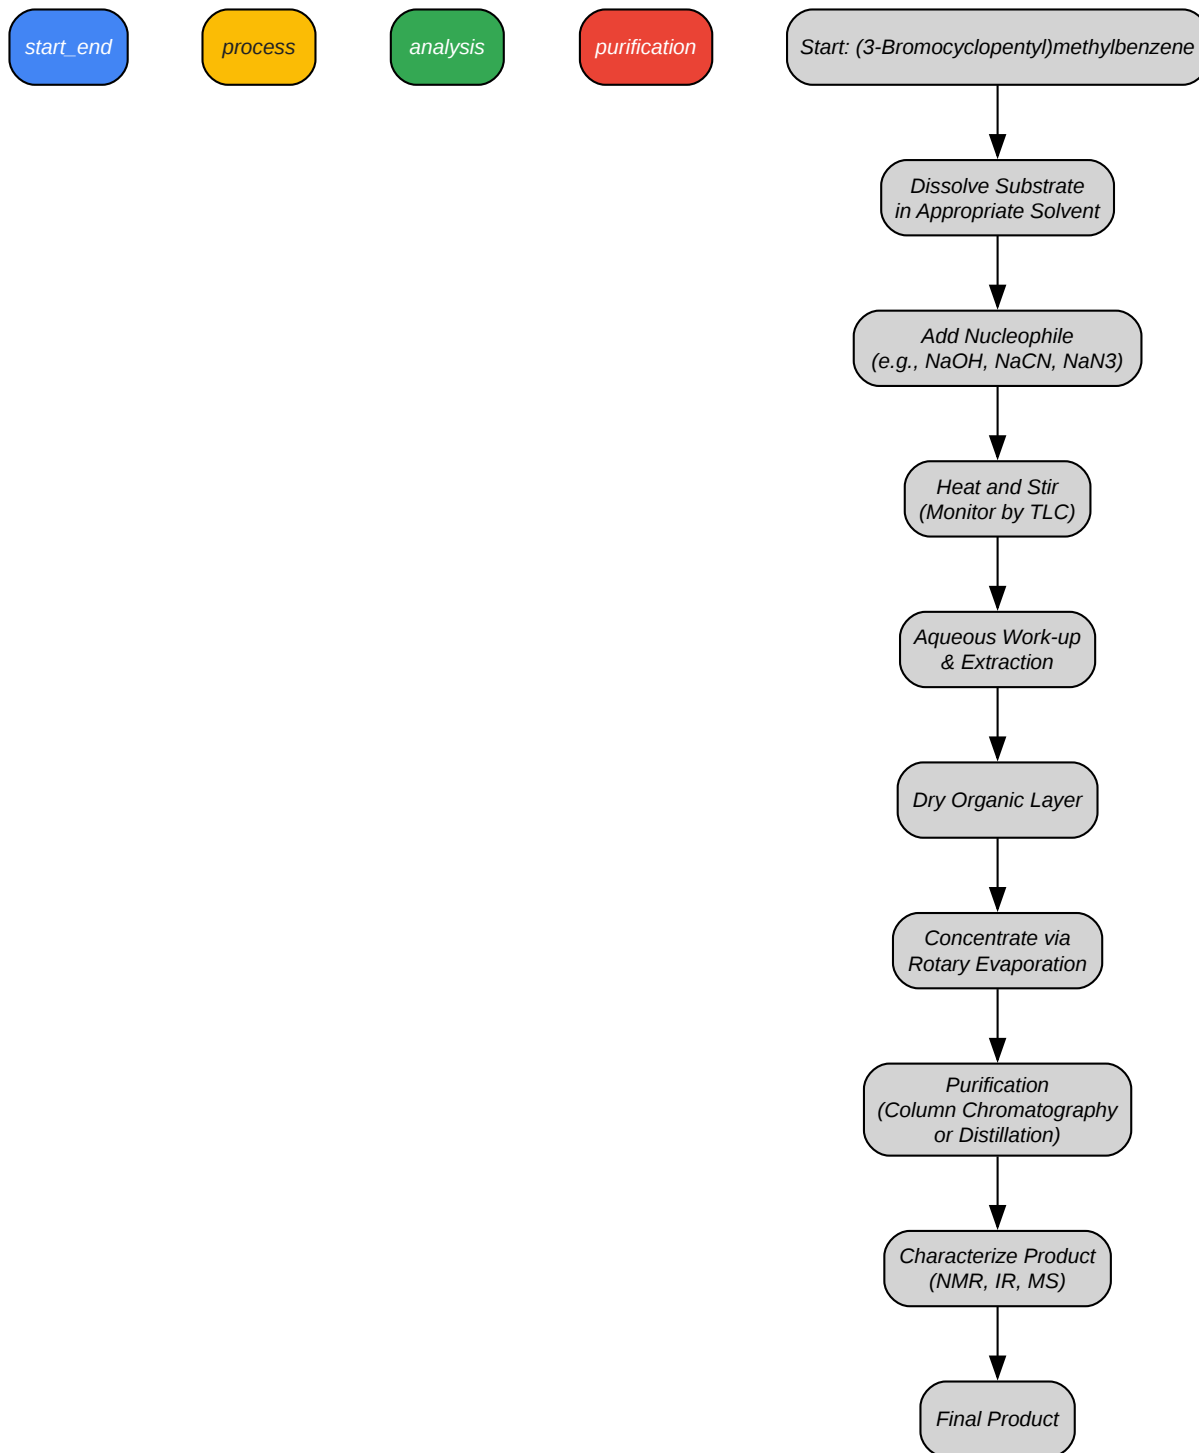 start_end
process
analysis
purification
Start: (3-Bromocyclopentyl)methylbenzene
Dissolve Substrate
in Appropriate Solvent
Add Nucleophile
(e.g., NaOH, NaCN, NaN3)
Heat and Stir
(Monitor by TLC)
Aqueous Work-up
& Extraction
Dry Organic Layer
Concentrate via
Rotary Evaporation
Purification
(Column Chromatography
or Distillation)
Characterize Product
(NMR, IR, MS)
Final Product